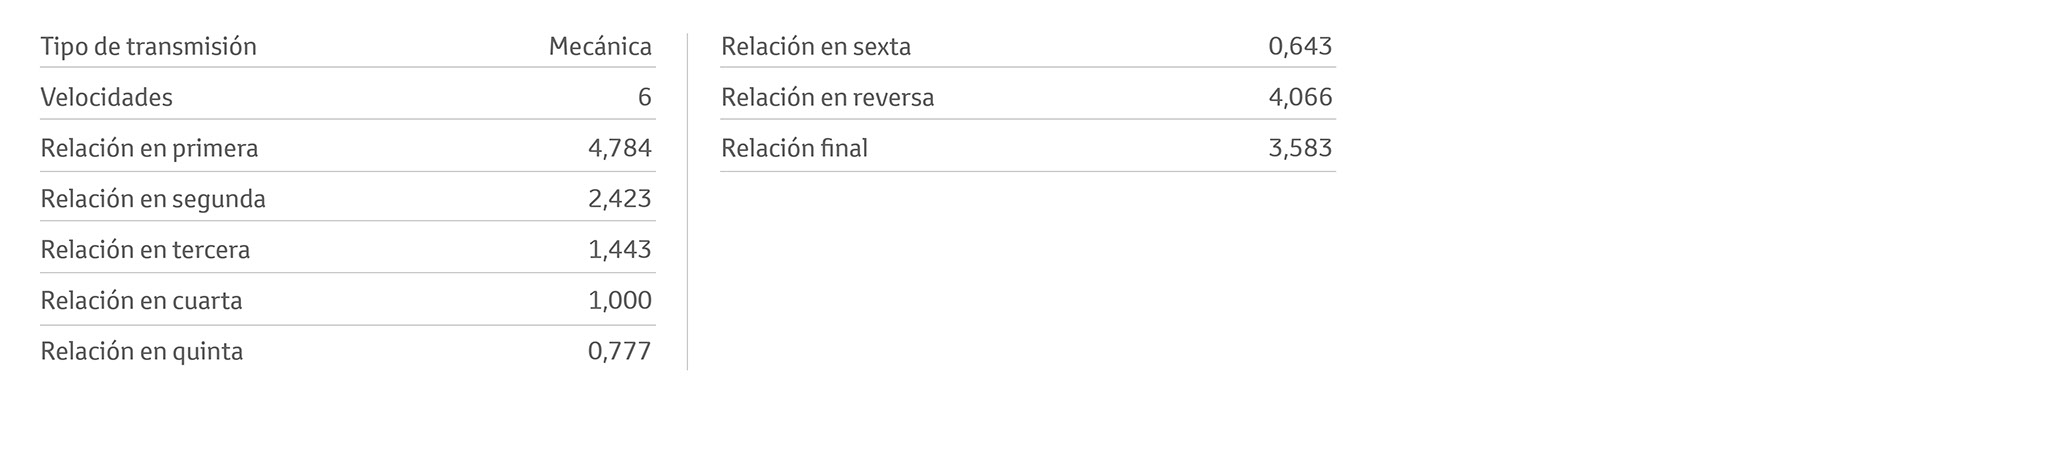 Tipo de transmisión Mecánica
Velocidades 6
Relación en primera 4,784
Relación en segunda 2,423
Relación en tercera 1,443
Relación en cuarta 1,000
Relación en quinta 0,777
Relación en sexta 0,643
Relación en reversa 4,066
Relación final 3,583